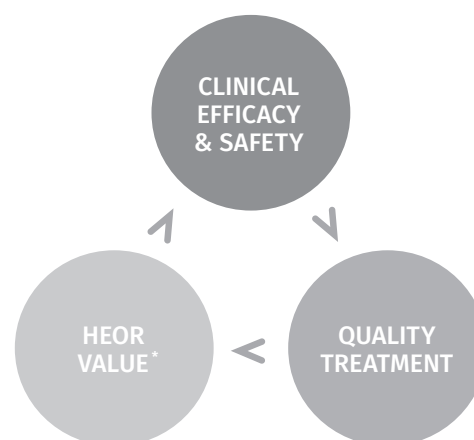 CLINICAL
EFFICACY
& SAFETY
HEOR
VALUE*
QUALITY
TREATMENT